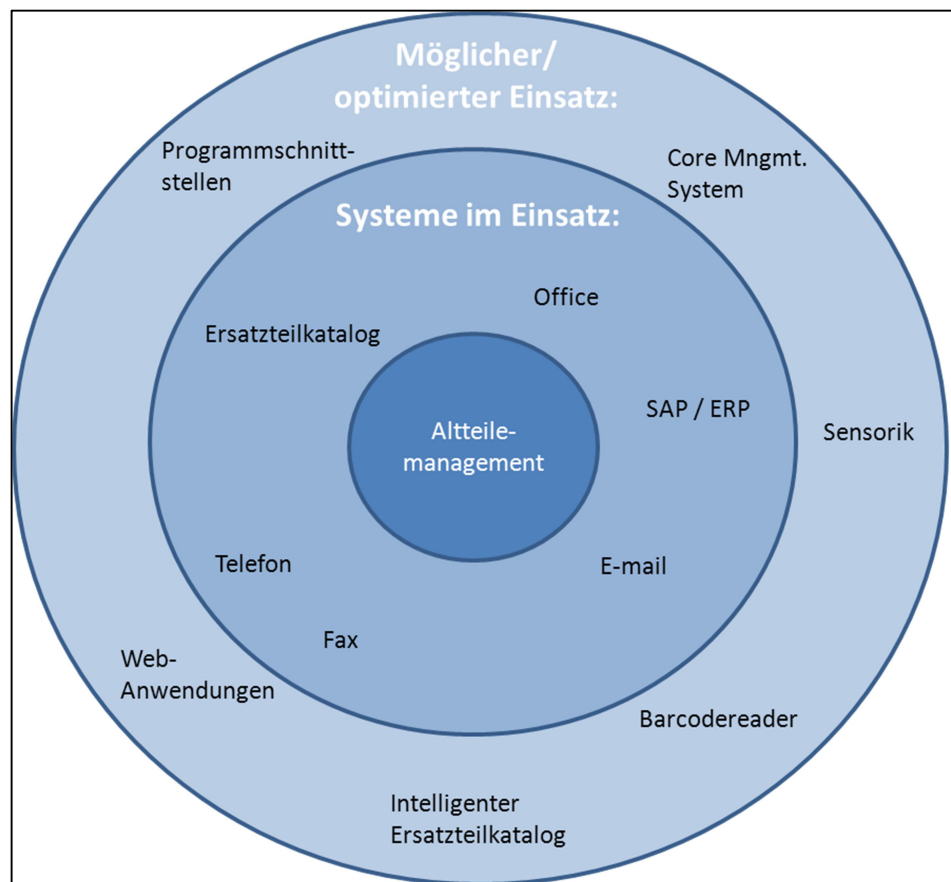 Möglicher/
optimierter Einsatz:
Programmschnitt-
stellen
Core Mngmt.
System
Systeme im Einsatz:
Office
Ersatzteilkatalog
SAP / ERP
Sensorik
Altteile-
management
Telefon
E-mail
Fax
Web-
Anwendungen
Barcodereader
Intelligenter
Ersatzteilkatalog